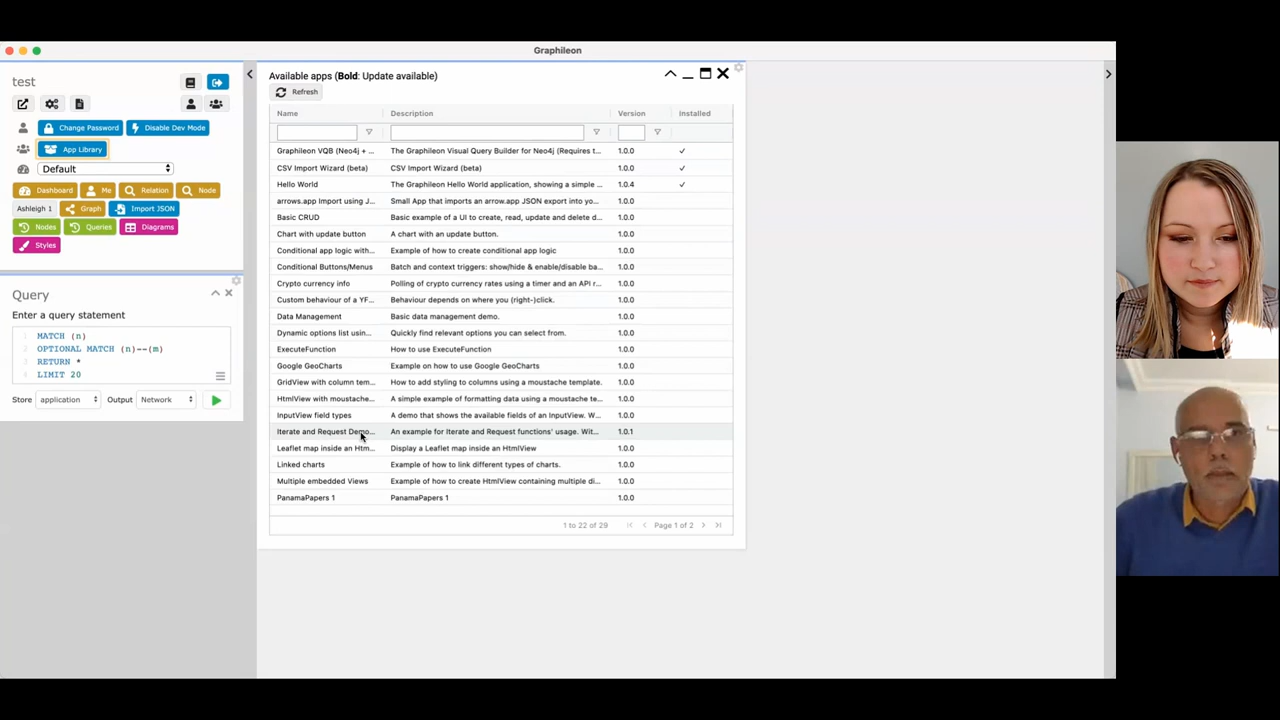 Graphileon
test
Change Password
Disable Dev Mode
App Library
Default
Dashboard
Me
Relation
Node
Ashleigh 1
Graph
Import JSON
Nodes
Queries
Diagrams
Styles
Query
Enter a query statement
1 MATCH (n)
2 OPTIONAL MATCH (n)--(m)
3 RETURN *
4 LIMIT 20
Store application Output Network
Available apps (Bold: Update available)
Refresh
Name Description Version Installed
Graphileon VQB (Neo4j + ... The Graphileon Visual Query Builder for Neo4j (Requires t... 1.0.0 ✓
CSV Import Wizard (beta) CSV Import Wizard (beta) 1.0.0 ✓
Hello World The Graphileon Hello World application, showing a simple ... 1.0.4 ✓
arrows.app Import using J... Small App that imports an arrow.app JSON export into yo... 1.0.0
Basic CRUD Basic example of a UI to create, read, update and delete d... 1.0.0
Chart with update button A chart with an update button. 1.0.0
Conditional app logic with... Example of how to create conditional app logic 1.0.0
Conditional Buttons/Menus Batch and context triggers: show/hide & enable/disable ba... 1.0.0
Crypto currency info Polling of crypto currency rates using a timer and an API r... 1.0.0
Custom behaviour of a YF... Behaviour depends on where you (right-)click. 1.0.0
Data Management Basic data management demo. 1.0.0
Dynamic options list usin... Quickly find relevant options you can select from. 1.0.0
ExecuteFunction How to use ExecuteFunction 1.0.0
Google GeoCharts Example on how to use Google GeoCharts 1.0.0
GridView with column tem... How to add styling to columns using a moustache template. 1.0.0
HtmlView with moustache... A simple example of formatting data using a moustache te... 1.0.0
InputView field types A demo that shows the available fields of an InputView. W... 1.0.0
Iterate and Request Demo... An example for Iterate and Request functions' usage. Wit... 1.0.1
Leaflet map inside an Htm... Display a Leaflet map inside an HtmlView 1.0.0
Linked charts Example of how to link different types of charts. 1.0.0
Multiple embedded Views Example of how to create HtmlView containing multiple di... 1.0.0
PanamaPapers 1 PanamaPapers 1 1.0.0
1 to 22 of 29 Page 1 of 2